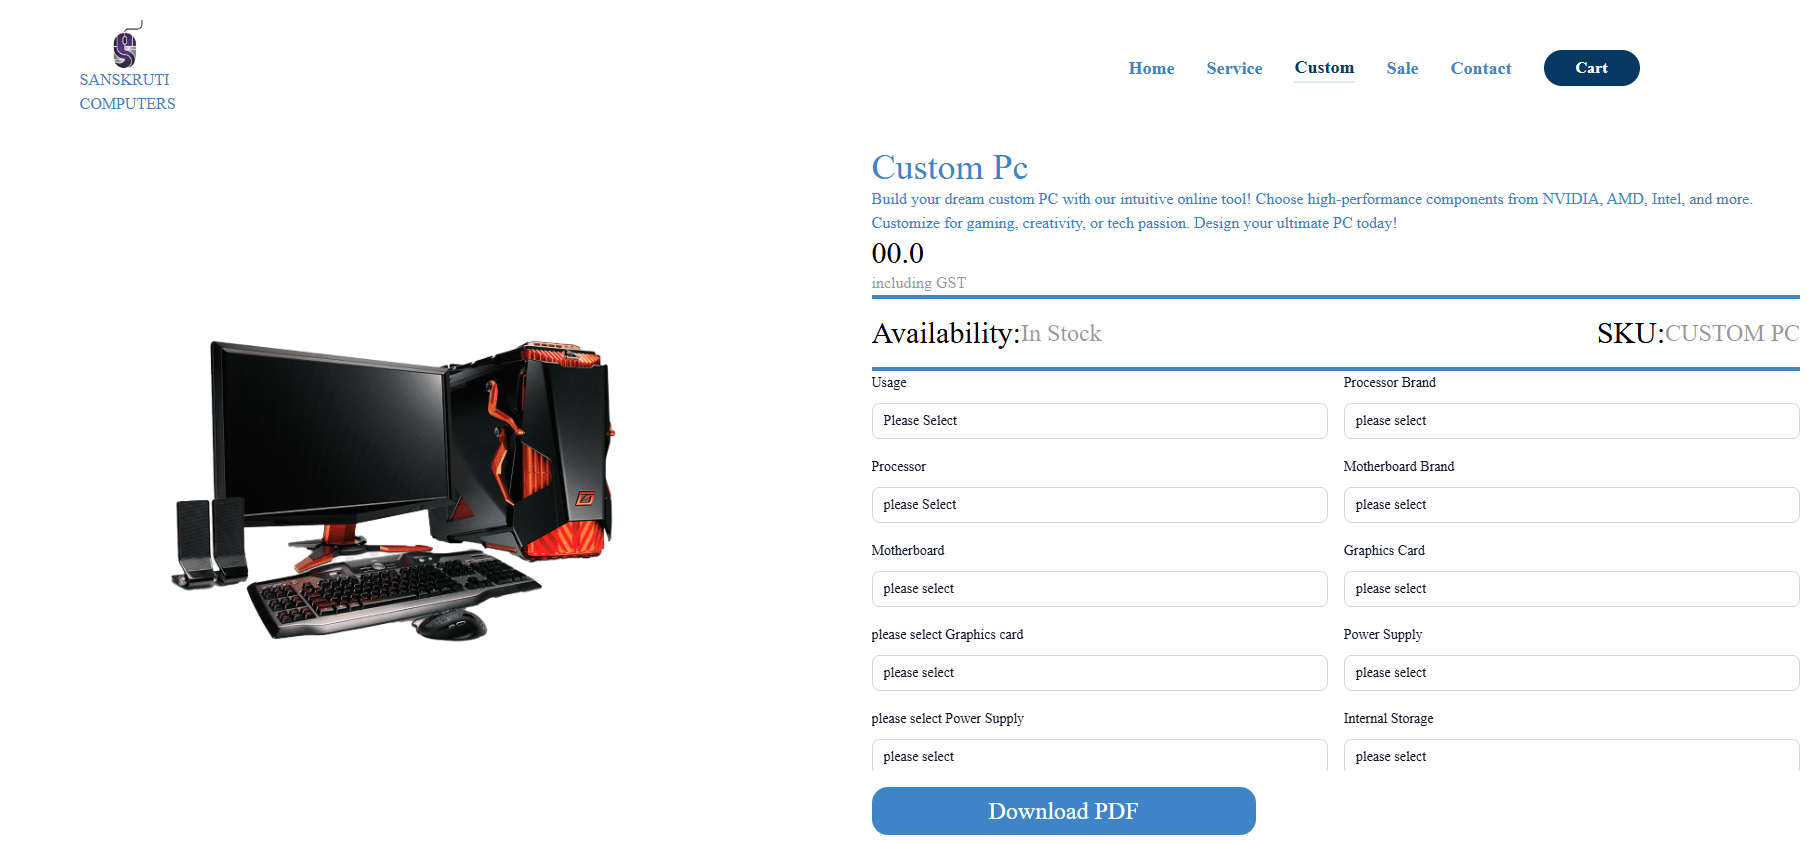 SANSKRUTI
COMPUTERS
Home Service Custom Sale Contact Cart
Custom Pc
Build your dream custom PC with our intuitive online tool! Choose high-performance components from NVIDIA, AMD, Intel, and more.
Customize for gaming, creativity, or tech passion. Design your ultimate PC today!
00.0
including GST
Availability:In Stock SKU:CUSTOM PC
Usage Processor Brand
Please Select please select
Processor Motherboard Brand
please Select please select
Motherboard Graphics Card
please select please select
please select Graphics card Power Supply
please select please select
please select Power Supply Internal Storage
please select please select
Download PDF